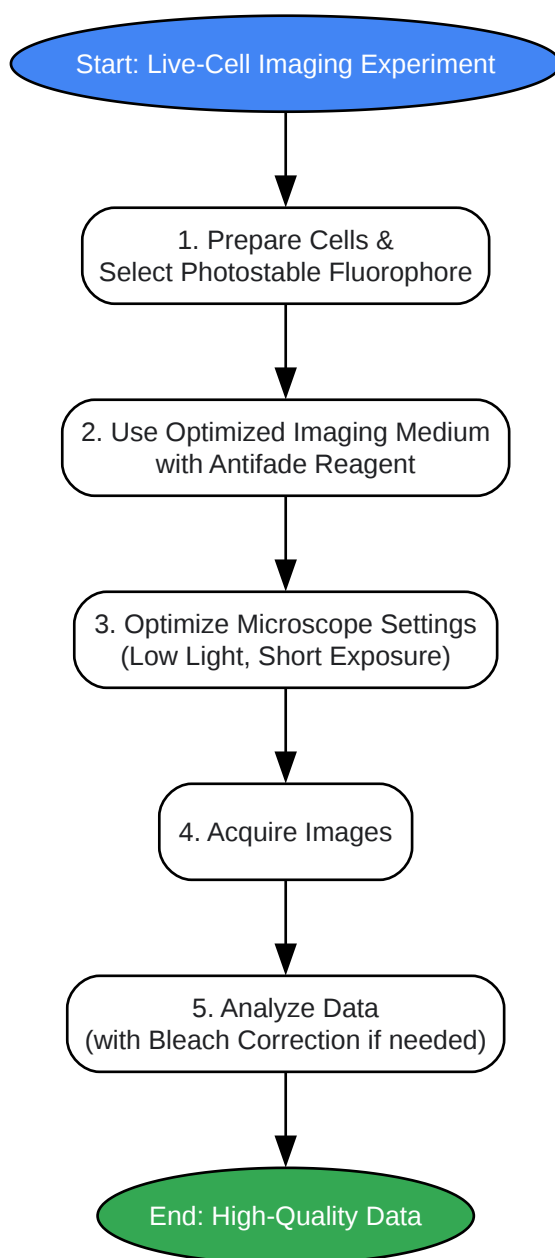 Start: Live-Cell Imaging Experiment
1. Prepare Cells &
Select Photostable Fluorophore
2. Use Optimized Imaging Medium
with Antifade Reagent
3. Optimize Microscope Settings
(Low Light, Short Exposure)
4. Acquire Images
5. Analyze Data
(with Bleach Correction if needed)
End: High-Quality Data